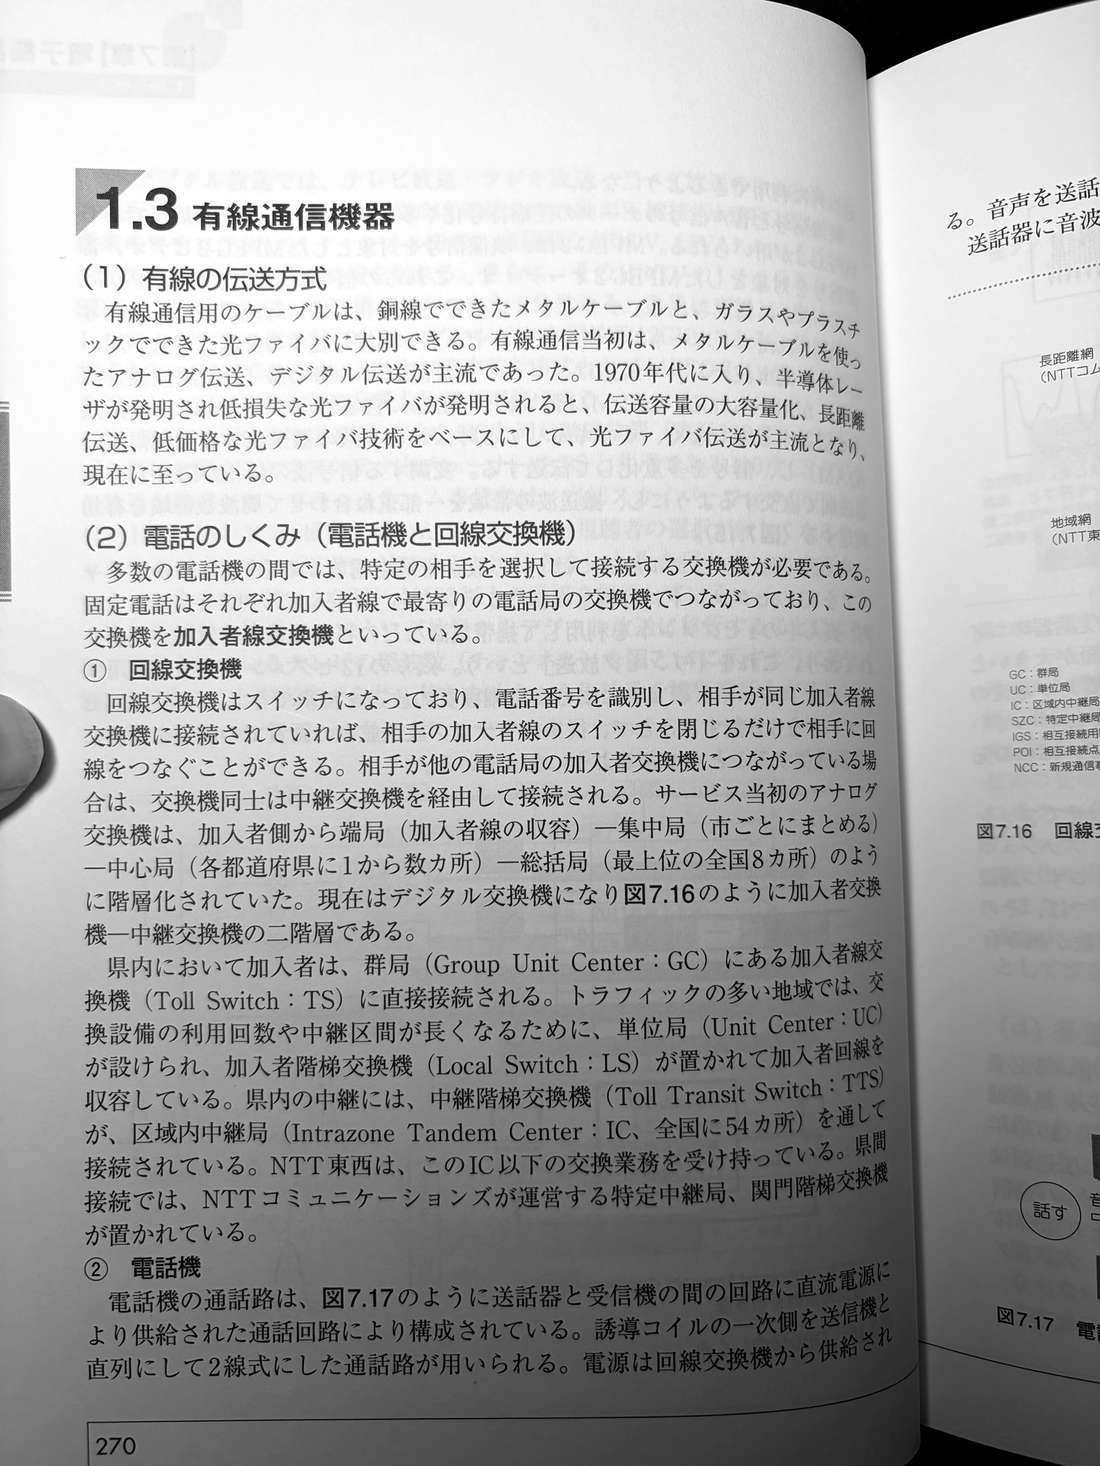 1.3 有線通信機器
（1）有線の伝送方式
有線通信用のケーブルは、銅線でできたメタルケーブルと、ガラスやプラスチ
ックでできた光ファイバに大別できる。有線通信当初は、メタルケーブルを使っ
たアナログ伝送、デジタル伝送が主流であった。1970年代に入り、半導体レー
ザが発明され低損失な光ファイバが発明されると、伝送容量の大容量化、長距離
伝送、低価格な光ファイバ技術をベースにして、光ファイバ伝送が主流となり、
現在に至っている。
（2）電話のしくみ（電話機と回線交換機）
多数の電話機の間では、特定の相手を選択して接続する交換機が必要である。
固定電話はそれぞれ加入者線で最寄りの電話局の交換機でつながっており、この
交換機を加入者線交換機といっている。
① 回線交換機
回線交換機はスイッチになっており、電話番号を識別し、相手が同じ加入者線
交換機に接続されていれば、相手の加入者線のスイッチを閉じるだけで相手に回
線をつなぐことができる。相手が他の電話局の加入者交換機につながっている場
合は、交換機同士は中継交換機を経由して接続される。サービス当初のアナログ
交換機は、加入者側から端局（加入者線の収容）―集中局（市ごとにまとめる）
―中心局（各都道府県に1から数カ所）―総括局（最上位の全国8カ所）のよう
に階層化されていた。現在はデジタル交換機になり図7.16のように加入者交換
機―中継交換機の二階層である。
県内において加入者は、群局（Group Unit Center：GC）にある加入者線交
換機（Toll Switch：TS）に直接接続される。トラフィックの多い地域では、交
換設備の利用回数や中継区間が長くなるために、単位局（Unit Center：UC）
が設けられ、加入者階梯交換機（Local Switch：LS）が置かれて加入者回線を
収容している。県内の中継には、中継階梯交換機（Toll Transit Switch：TTS）
が、区域内中継局（Intrazone Tandem Center：IC、全国に54カ所）を通して
接続されている。NTT東西は、このIC以下の交換業務を受け持っている。県間
接続では、NTTコミュニケーションズが運営する特定中継局、関門階梯交換機
が置かれている。
② 電話機
電話機の通話路は、図7.17のように送話器と受信機の間の回路に直流電源に
より供給された通話回路により構成されている。誘導コイルの一次側を送信機と
直列にして2線式にした通話路が用いられる。電源は回線交換機から供給され
270
る。音声を送話
送話器に音波
長距離網
（NTTコム
地域網
（NTT東
GC：群局
UC：単位局
IC：区域内中継局
SZC：特定中継局
IGS：相互接続用
POI：相互接続点
NCC：新規通信事
図7.16 回線交
話す
図7.17 電話